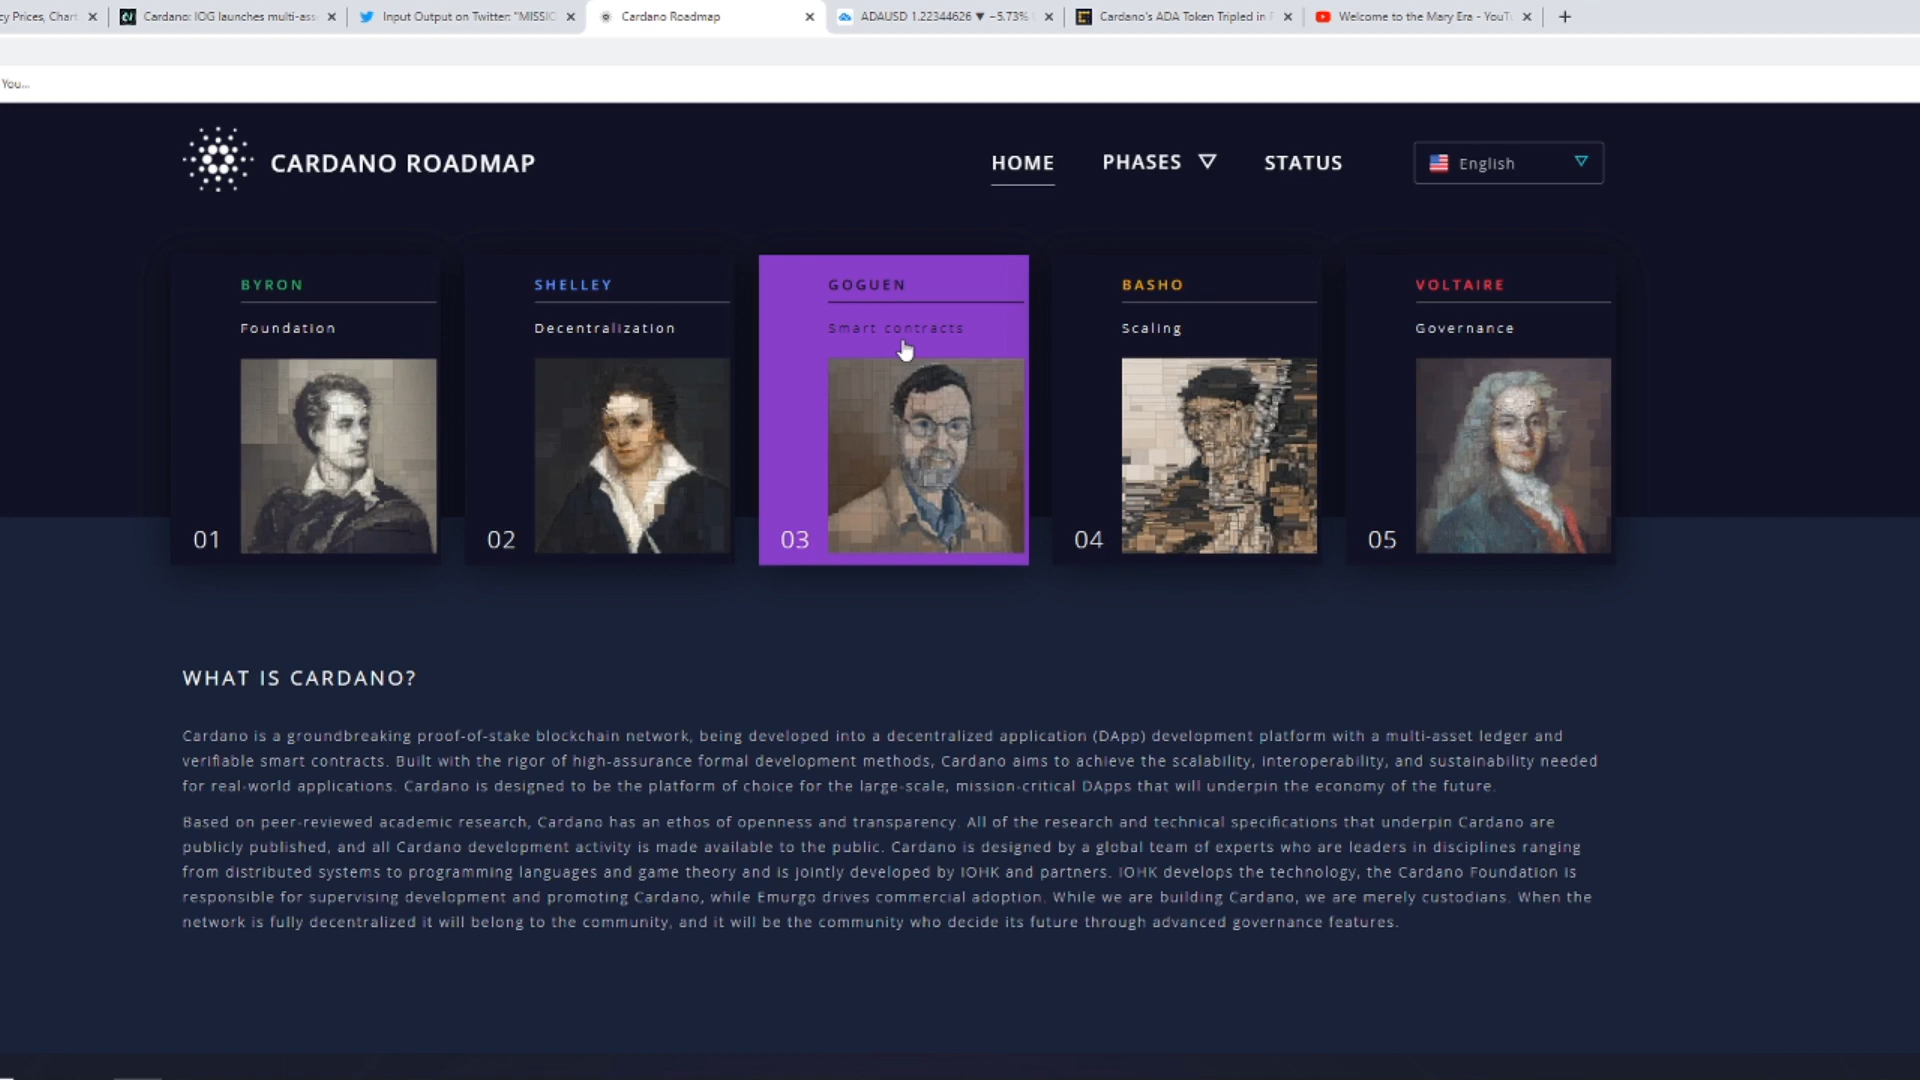 cy Prices, Chart
Cardano: IOG launches multi-ass
Input Output on Twitter: "MISSIC
Cardano Roadmap
ADAUSD 1.22344626 ▼ −5.73%
Cardano's ADA Token Tripled in F
Welcome to the Mary Era - YouTu
You...
CARDANO ROADMAP
HOME
PHASES
STATUS
English
BYRON
Foundation
01
SHELLEY
Decentralization
02
GOGUEN
Smart contracts
03
BASHO
Scaling
04
VOLTAIRE
Governance
05
WHAT IS CARDANO?
Cardano is a groundbreaking proof-of-stake blockchain network, being developed into a decentralized application (DApp) development platform with a multi-asset ledger and
verifiable smart contracts. Built with the rigor of high-assurance formal development methods, Cardano aims to achieve the scalability, interoperability, and sustainability needed
for real-world applications. Cardano is designed to be the platform of choice for the large-scale, mission-critical DApps that will underpin the economy of the future.
Based on peer-reviewed academic research, Cardano has an ethos of openness and transparency. All of the research and technical specifications that underpin Cardano are
publicly published, and all Cardano development activity is made available to the public. Cardano is designed by a global team of experts who are leaders in disciplines ranging
from distributed systems to programming languages and game theory and is jointly developed by IOHK and partners. IOHK develops the technology, the Cardano Foundation is
responsible for supervising development and promoting Cardano, while Emurgo drives commercial adoption. While we are building Cardano, we are merely custodians. When the
network is fully decentralized it will belong to the community, and it will be the community who decide its future through advanced governance features.